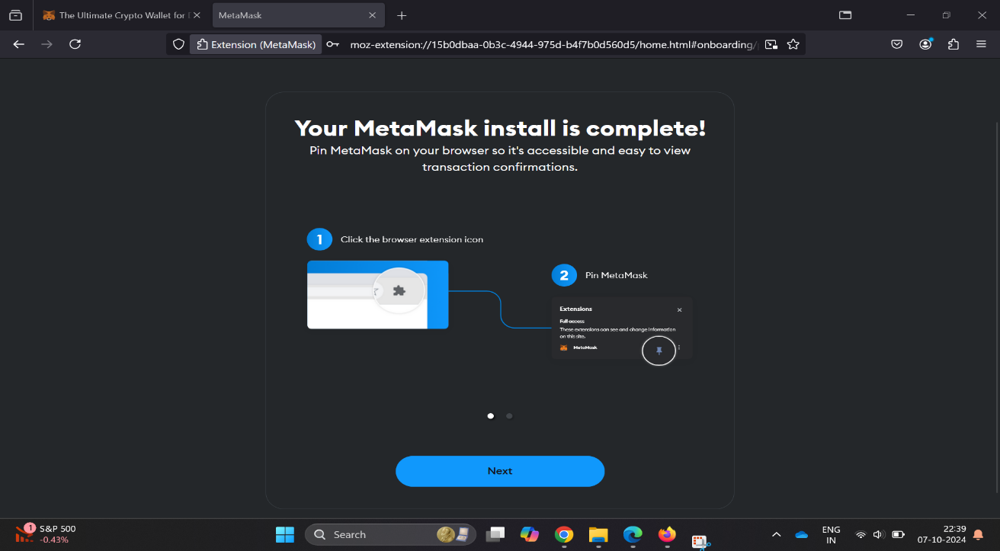 The Ultimate Crypto Wallet for
MetaMask
Extension (MetaMask)
moz-extension://15b0dbaa-0b3c-4944-975d-b4f7b0d560d5/home.html#onboarding/
Your MetaMask install is complete!
Pin MetaMask on your browser so it's accessible and easy to view
transaction confirmations.
1 Click the browser extension icon
2 Pin MetaMask
Extensions
Full access
These extensions can see and change information
on this site.
MetaMask
Next
1
S&P 500
-0.43%
Search
ENG
IN
22:39
07-10-2024